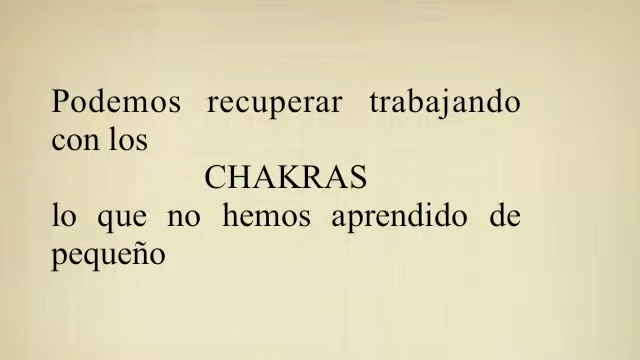 Podemos recuperar trabajando
con los
CHAKRAS
lo que no hemos aprendido de
pequeño